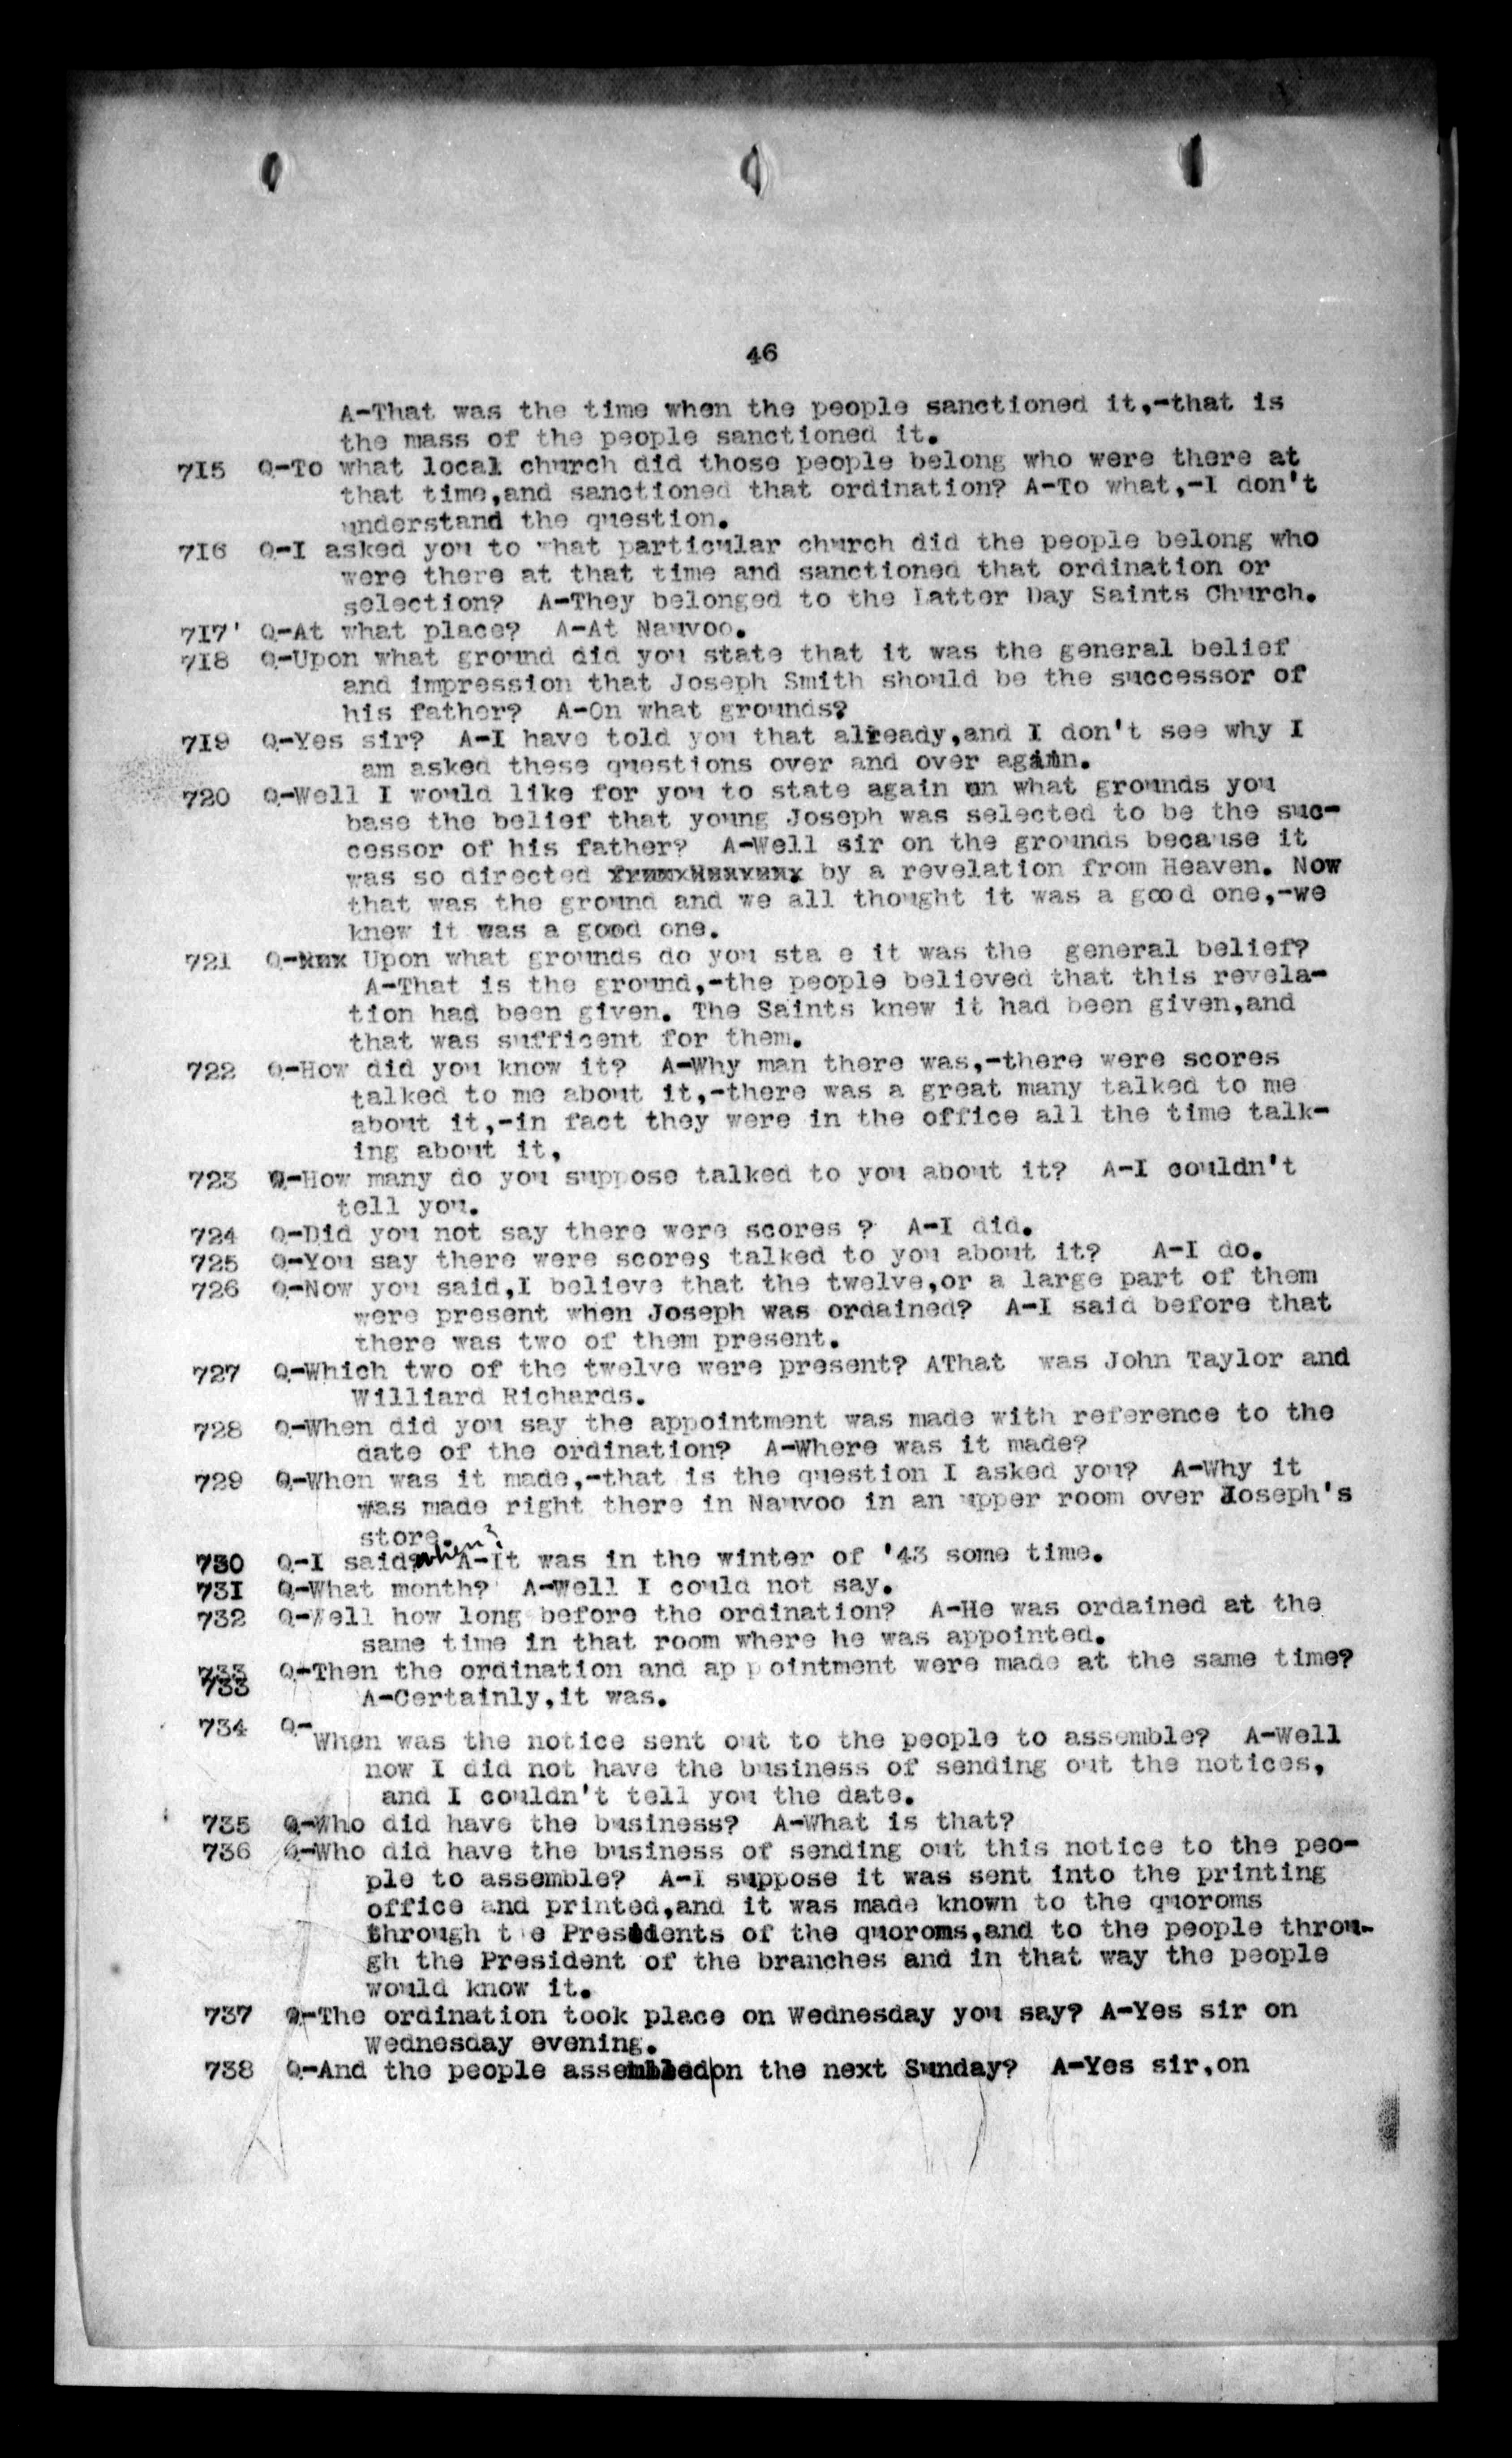 46
A-That was the time when the people sanctioned it,-that is
the mass of the people sanctioned it.
715 Q-To what local church did those people belong who were there at
that time,and sanctioned that ordination? A-To what,-I don't
understand the question.
716 Q-I asked you to what particular church did the people belong who
were there at that time and sanctioned that ordination or
selection? A-They belonged to the Latter Day Saints Church.
717' Q-At what place? A-At Nauvoo.
718 Q-Upon what ground did you state that it was the general belief
and impression that Joseph Smith should be the successor of
his father? A-On what grounds?
719 Q-Yes sir? A-I have told you that already,and I don't see why I
am asked these questions over and over again.
720 Q-Well I would like for you to state again on what grounds you
base the belief that young Joseph was selected to be the suc-
cessor of his father? A-Well sir on the grounds because it
was so directed by a revelation from Heaven. Now
that was the ground and we all thought it was a good one,-we
knew it was a good one.
721 Q- Upon what grounds do you sta e it was the general belief?
A-That is the ground,-the people believed that this revela-
tion had been given. The Saints knew it had been given,and
that was sufficent for them.
722 Q-How did you know it? A-Why man there was,-there were scores
talked to me about it,-there was a great many talked to me
about it,-in fact they were in the office all the time talk-
ing about it,
723 Q-How many do you suppose talked to you about it? A-I couldn't
tell you.
724 Q-Did you not say there were scores ? A-I did.
725 Q-You say there were scores talked to you about it? A-I do.
726 Q-Now you said,I believe that the twelve,or a large part of them
were present when Joseph was ordained? A-I said before that
there was two of them present.
727 Q-Which two of the twelve were present? AThat was John Taylor and
Williard Richards.
728 Q-When did you say the appointment was made with reference to the
date of the ordination? A-Where was it made?
729 Q-When was it made,-that is the question I asked you? A-Why it
was made right there in Nauvoo in an upper room over Joseph's
store.
730 Q-I said? when? A-It was in the winter of '43 some time.
731 Q-What month? A-Well I could not say.
732 Q-Well how long before the ordination? A-He was ordained at the
same time in that room where he was appointed.
733 Q-Then the ordination and ap p ointment were made at the same time?
733 A-Certainly,it was.
734 Q-
When was the notice sent out to the people to assemble? A-Well
now I did not have the business of sending out the notices,
and I couldn't tell you the date.
735 Q-Who did have the business? A-What is that?
736 Q-Who did have the business of sending out this notice to the peo-
ple to assemble? A-I suppose it was sent into the printing
office and printed,and it was made known to the quoroms
through t e Presidents of the quoroms,and to the people throu-
gh the President of the branches and in that way the people
would know it.
737 Q-The ordination took place on Wednesday you say? A-Yes sir on
Wednesday evening.
738 Q-And the people assembled|on the next Sunday? A-Yes sir,on